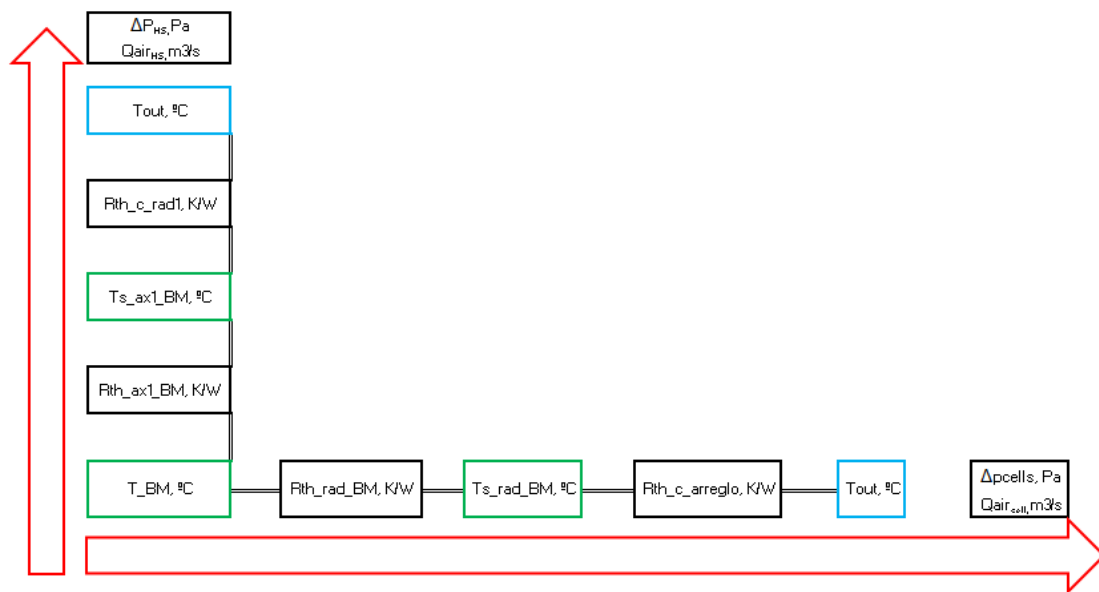 ΔP_HS,Pa
Qair_HS,m3/s
Tout, ºC
Rth_c_rad1, K/W
Ts_ax1_BM, ºC
Rth_ax1_BM, K/W
T_BM, ºC
Rth_rad_BM, K/W
Ts_rad_BM, ºC
Rth_c_arreglo, K/W
Tout, ºC
Δpcells, Pa
Qair_cell,m3/s